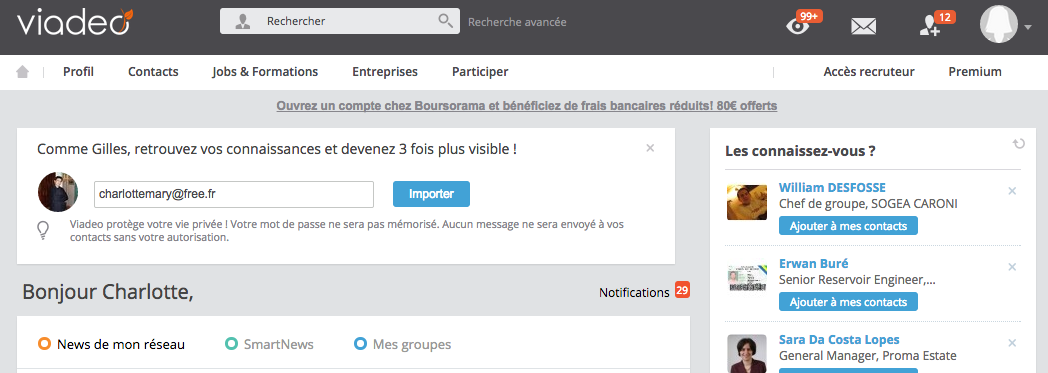 viadeo
Rechercher
Recherche avancée
99+
12
Profil
Contacts
Jobs & Formations
Entreprises
Participer
Accès recruteur
Premium
Ouvrez un compte chez Boursorama et bénéficiez de frais bancaires réduits! 80€ offerts
Comme Gilles, retrouvez vos connaissances et devenez 3 fois plus visible !
charlottemary@free.fr
Importer
Viadeo protège votre vie privée ! Votre mot de passe ne sera pas mémorisé. Aucun message ne sera envoyé à vos
contacts sans votre autorisation.
Bonjour Charlotte,
Notifications 29
News de mon réseau
SmartNews
Mes groupes
Les connaissez-vous ?
William DESFOSSE
Chef de groupe, SOGEA CARONI
Ajouter à mes contacts
Erwan Buré
Senior Reservoir Engineer,...
Ajouter à mes contacts
Sara Da Costa Lopes
General Manager, Proma Estate